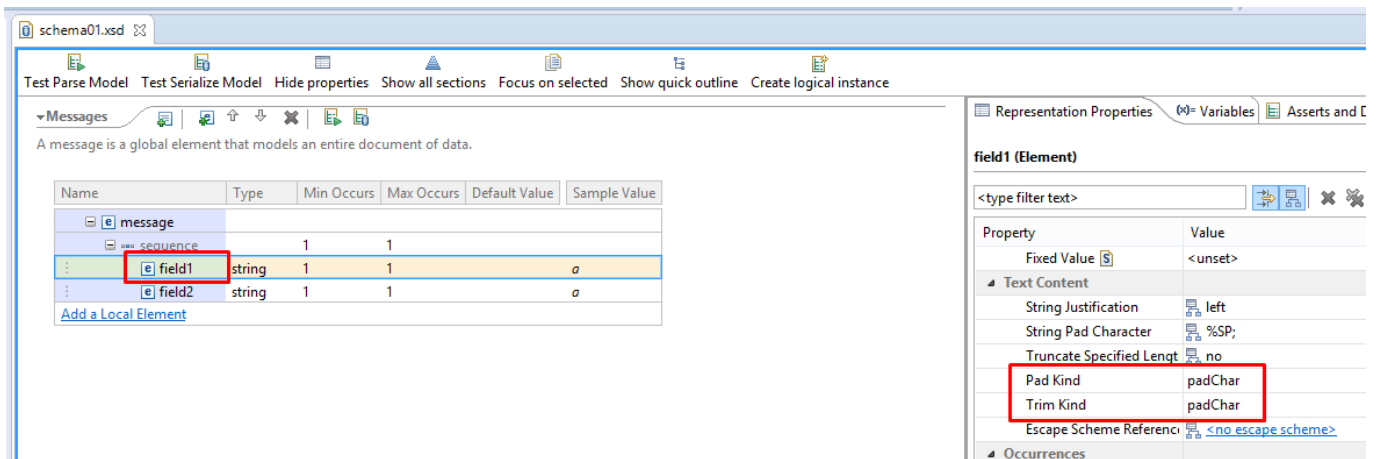 schema01.xsd
Test Parse Model Test Serialize Model Hide properties Show all sections Focus on selected Show quick outline Create logical instance
Messages
A message is a global element that models an entire document of data.
Name Type Min Occurs Max Occurs Default Value Sample Value
e message
sequence 1 1
e field1 string 1 1 a
e field2 string 1 1 a
Add a Local Element
Representation Properties (x)= Variables Asserts and D
field1 (Element)
<type filter text>
Property Value
Fixed Value S <unset>
Text Content
String Justification left
String Pad Character %SP;
Truncate Specified Lengt no
Pad Kind padChar
Trim Kind padChar
Escape Scheme Referenc <no escape scheme>
Occurrences